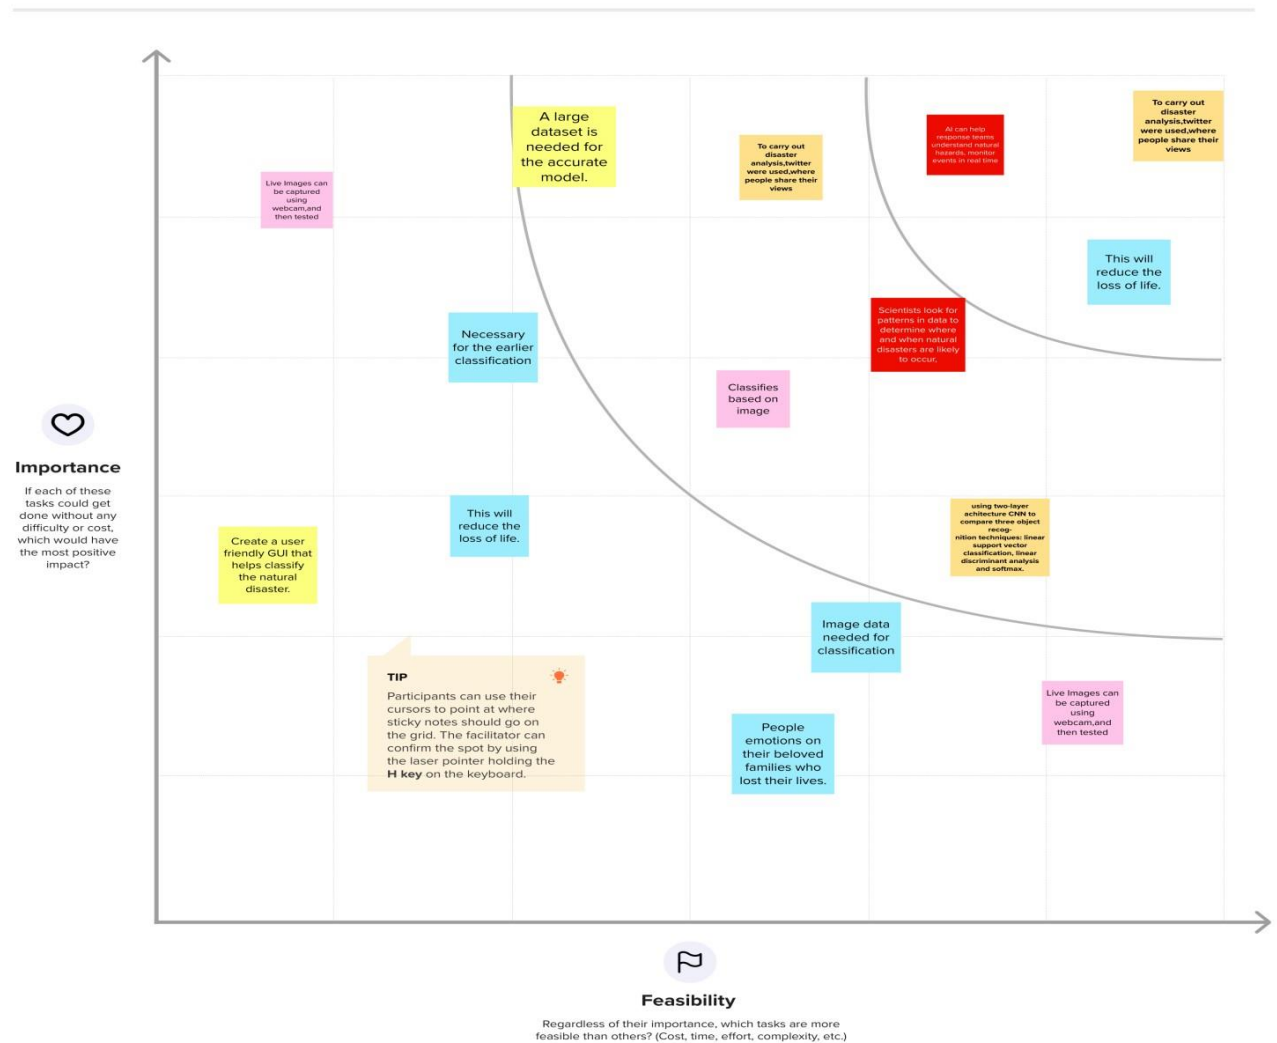 A large
dataset is
needed for
the accurate
model.
To carry out
disaster
analysis,twitter
were used,where
people share their
views
AI can help
response teams
understand natural
hazards, monitor
events in real time
To carry out
disaster
analysis,twitter
were used,where
people share their
views
Live Images can
be captured
using
webcam,and
then tested
This will
reduce the
loss of life.
Necessary
for the earlier
classification
Scientists look for
patterns in data to
determine where
and when natural
disasters are likely
to occur.
Classifies
based on
image
Importance
If each of these
tasks could get
done without any
difficulty or cost,
which would have
the most positive
impact?
Create a user
friendly GUI that
helps classify
the natural
disaster.
This will
reduce the
loss of life.
using two-layer
achitecture CNN to
compare three object
recog-
nition techniques: linear
support vector
classification, linear
discriminant analysis
and softmax.
Image data
needed for
classification
TIP
Participants can use their
cursors to point at where
sticky notes should go on
the grid. The facilitator can
confirm the spot by using
the laser pointer holding the
H key on the keyboard.
People
emotions on
their beloved
families who
lost their lives.
Live Images can
be captured
using
webcam,and
then tested
Feasibility
Regardless of their importance, which tasks are more
feasible than others? (Cost, time, effort, complexity, etc.)